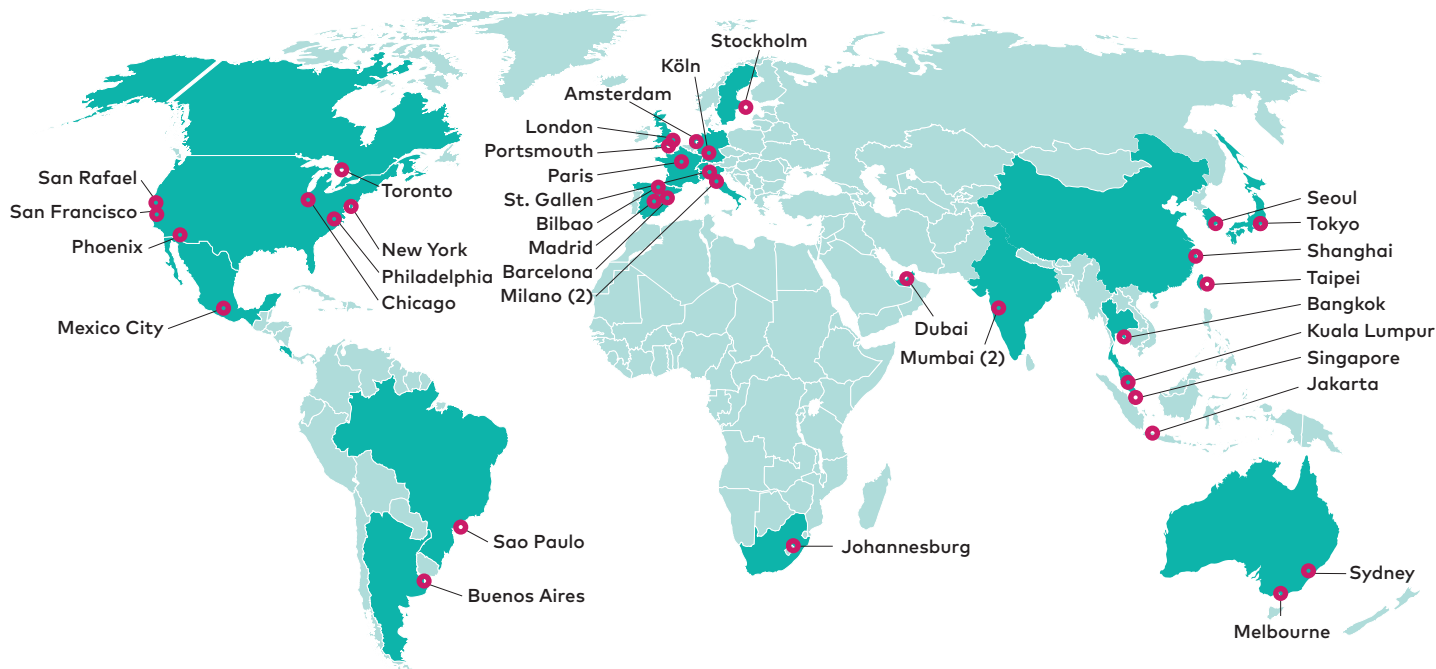 San Rafael
San Francisco
Phoenix
Mexico City
Toronto
New York
Philadelphia
Chicago
Sao Paulo
Buenos Aires
Stockholm
Köln
Amsterdam
London
Portsmouth
Paris
St. Gallen
Bilbao
Madrid
Barcelona
Milano (2)
Johannesburg
Dubai
Mumbai (2)
Seoul
Tokyo
Shanghai
Taipei
Bangkok
Kuala Lumpur
Singapore
Jakarta
Sydney
Melbourne